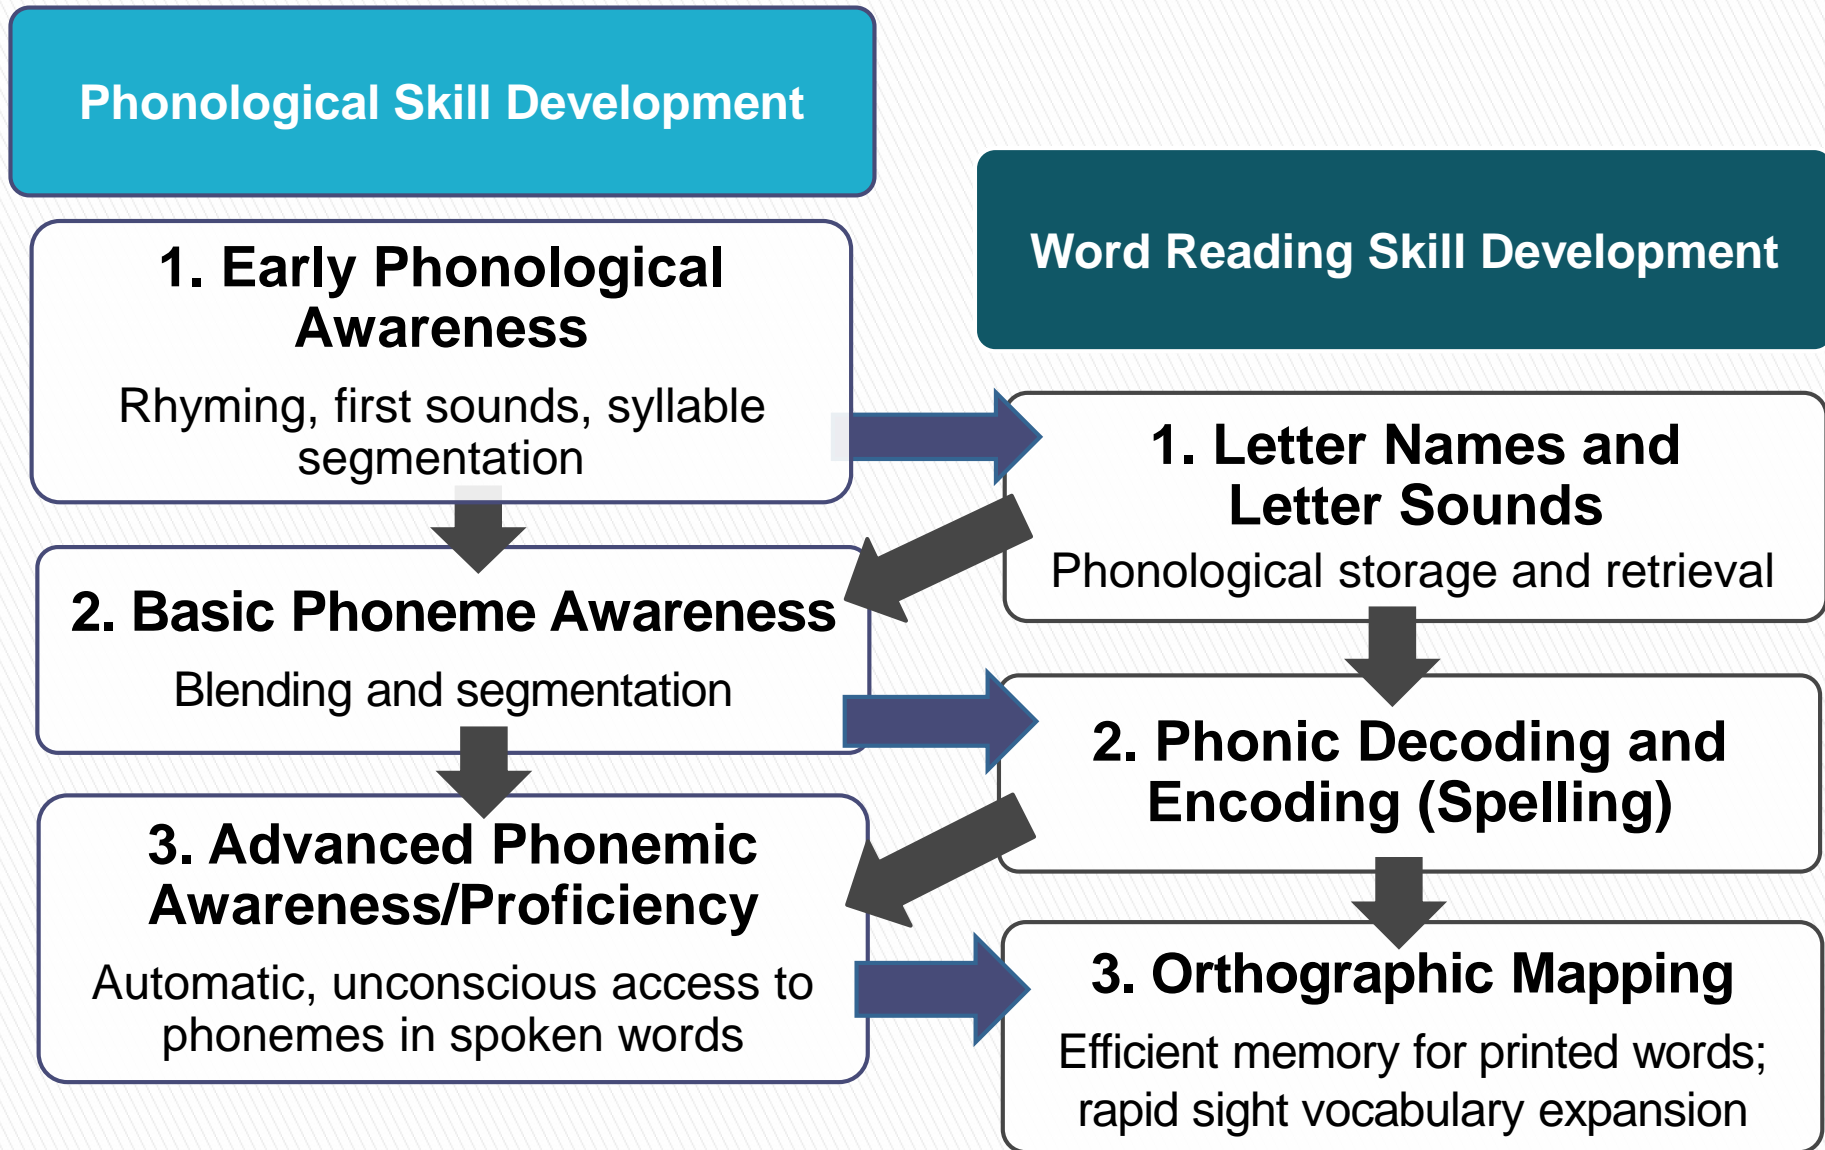 Phonological Skill Development
1. Early Phonological
Awareness
Rhyming, first sounds, syllable
segmentation
2. Basic Phoneme Awareness
Blending and segmentation
3. Advanced Phonemic
Awareness/Proficiency
Automatic, unconscious access to
phonemes in spoken words
Word Reading Skill Development
1. Letter Names and
Letter Sounds
Phonological storage and retrieval
2. Phonic Decoding and
Encoding (Spelling)
3. Orthographic Mapping
Efficient memory for printed words;
rapid sight vocabulary expansion